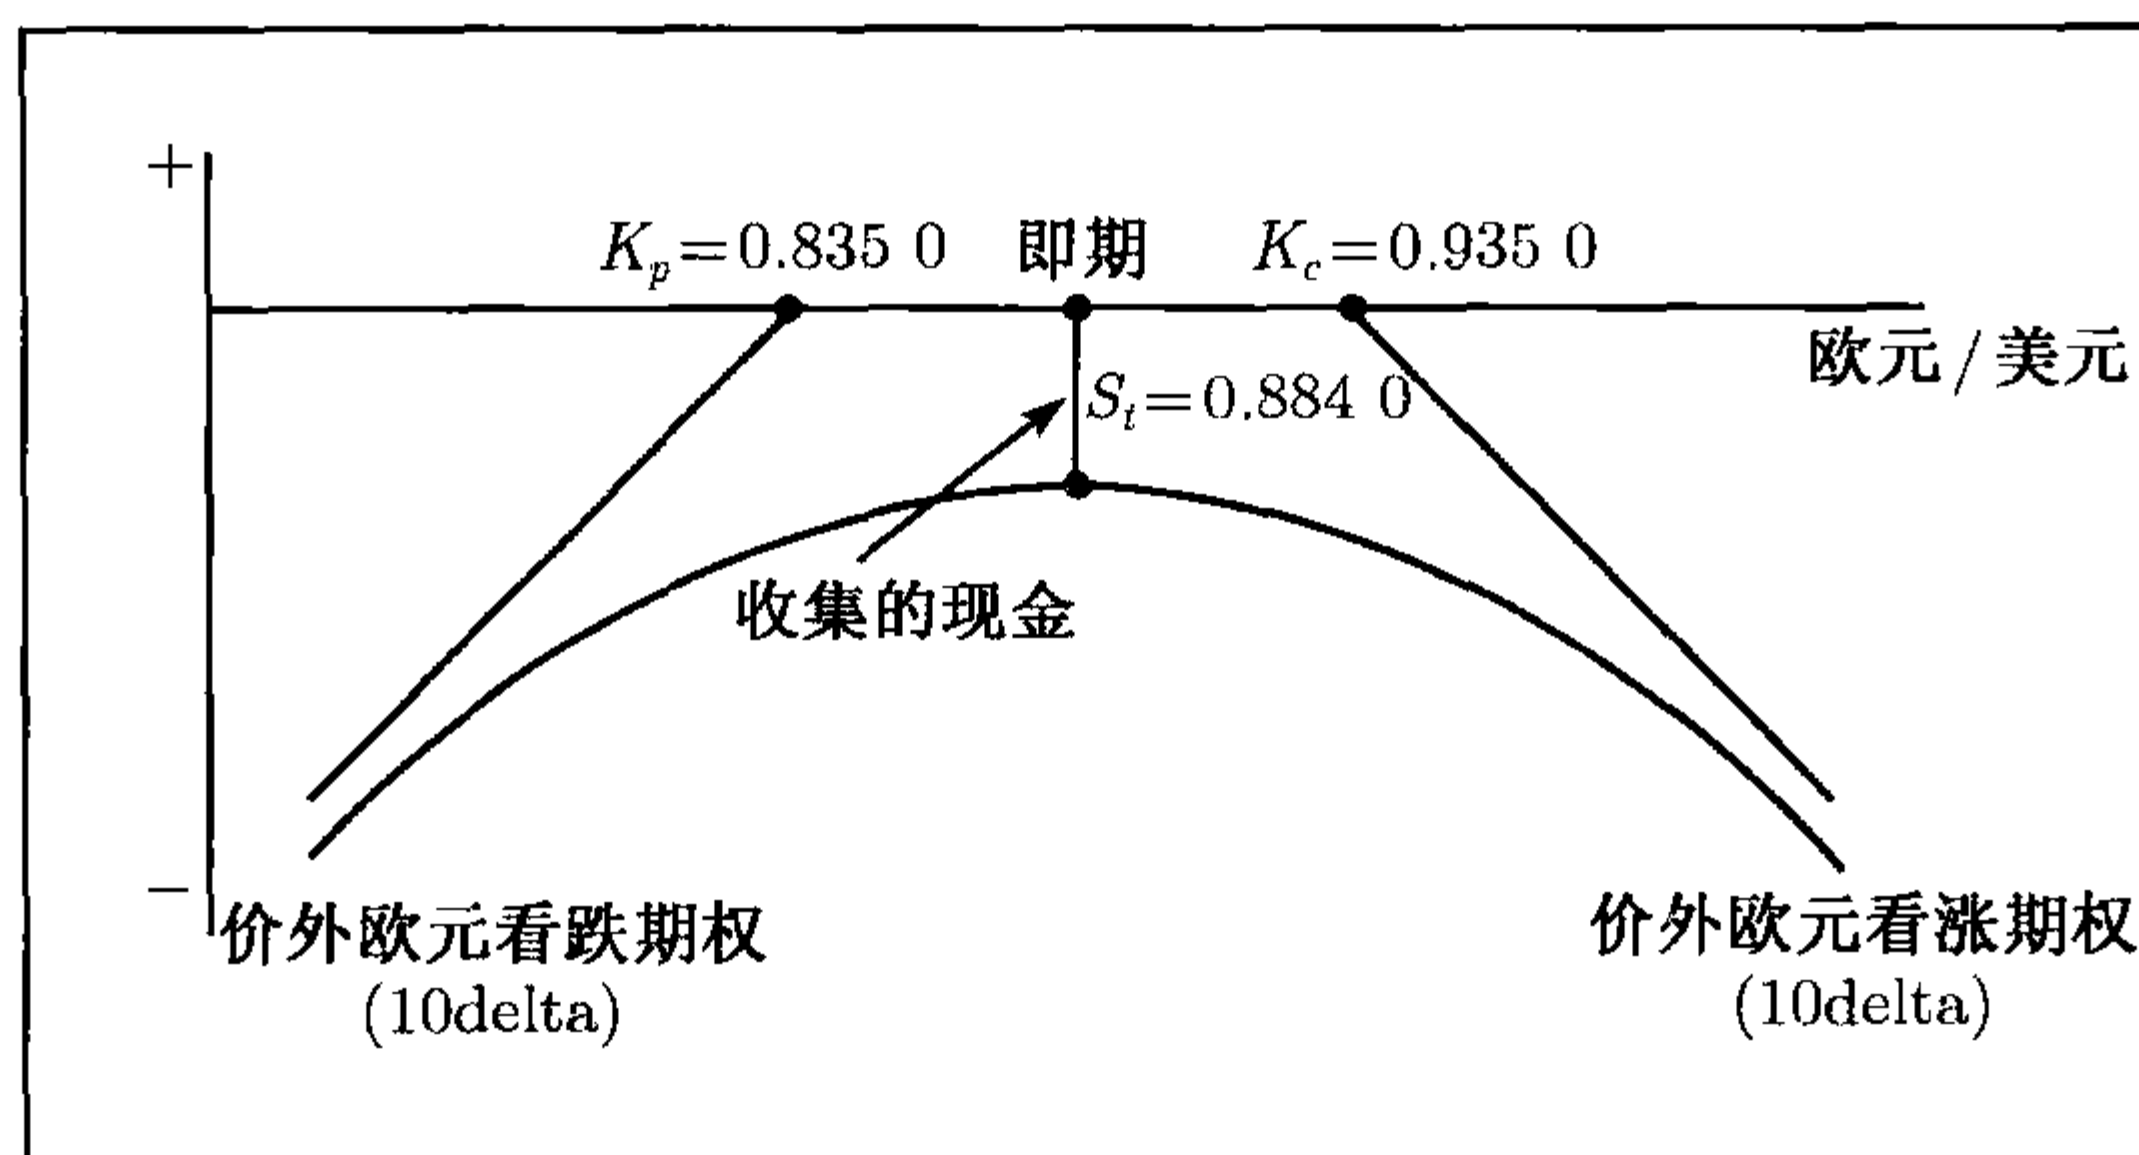 +
K_p=0.835 0 即期 K_c=0.935 0
欧元/美元
S_t=0.884 0
收集的现金
−
价外欧元看跌期权 价外欧元看涨期权
(10delta) (10delta)